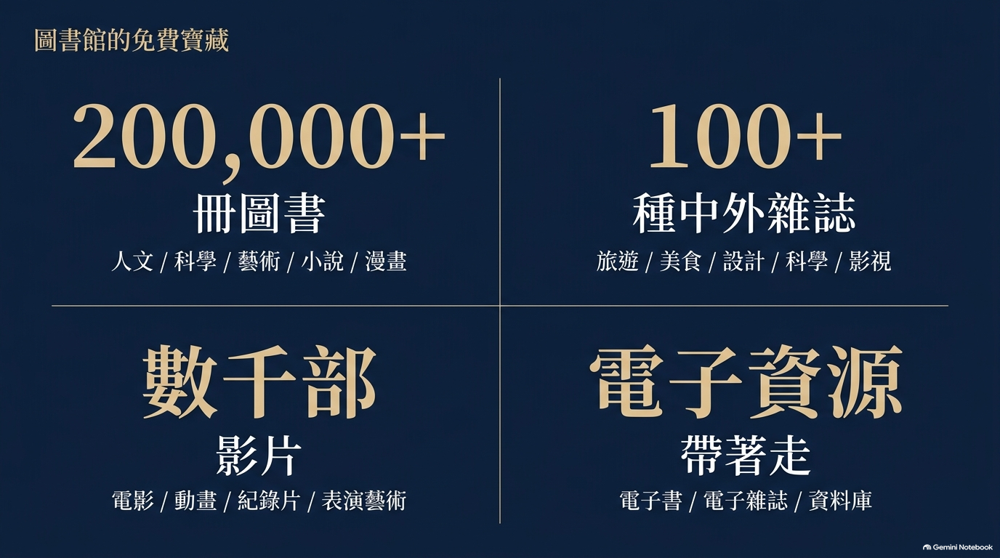 圖書館的免費寶藏
200,000+
冊圖書
人文 / 科學 / 藝術 / 小說 / 漫畫
100+
種中外雜誌
旅遊 / 美食 / 設計 / 科學 / 影視
數千部
影片
電影 / 動畫 / 紀錄片 / 表演藝術
電子資源
帶著走
電子書 / 電子雜誌 / 資料庫
Gemini Notebook